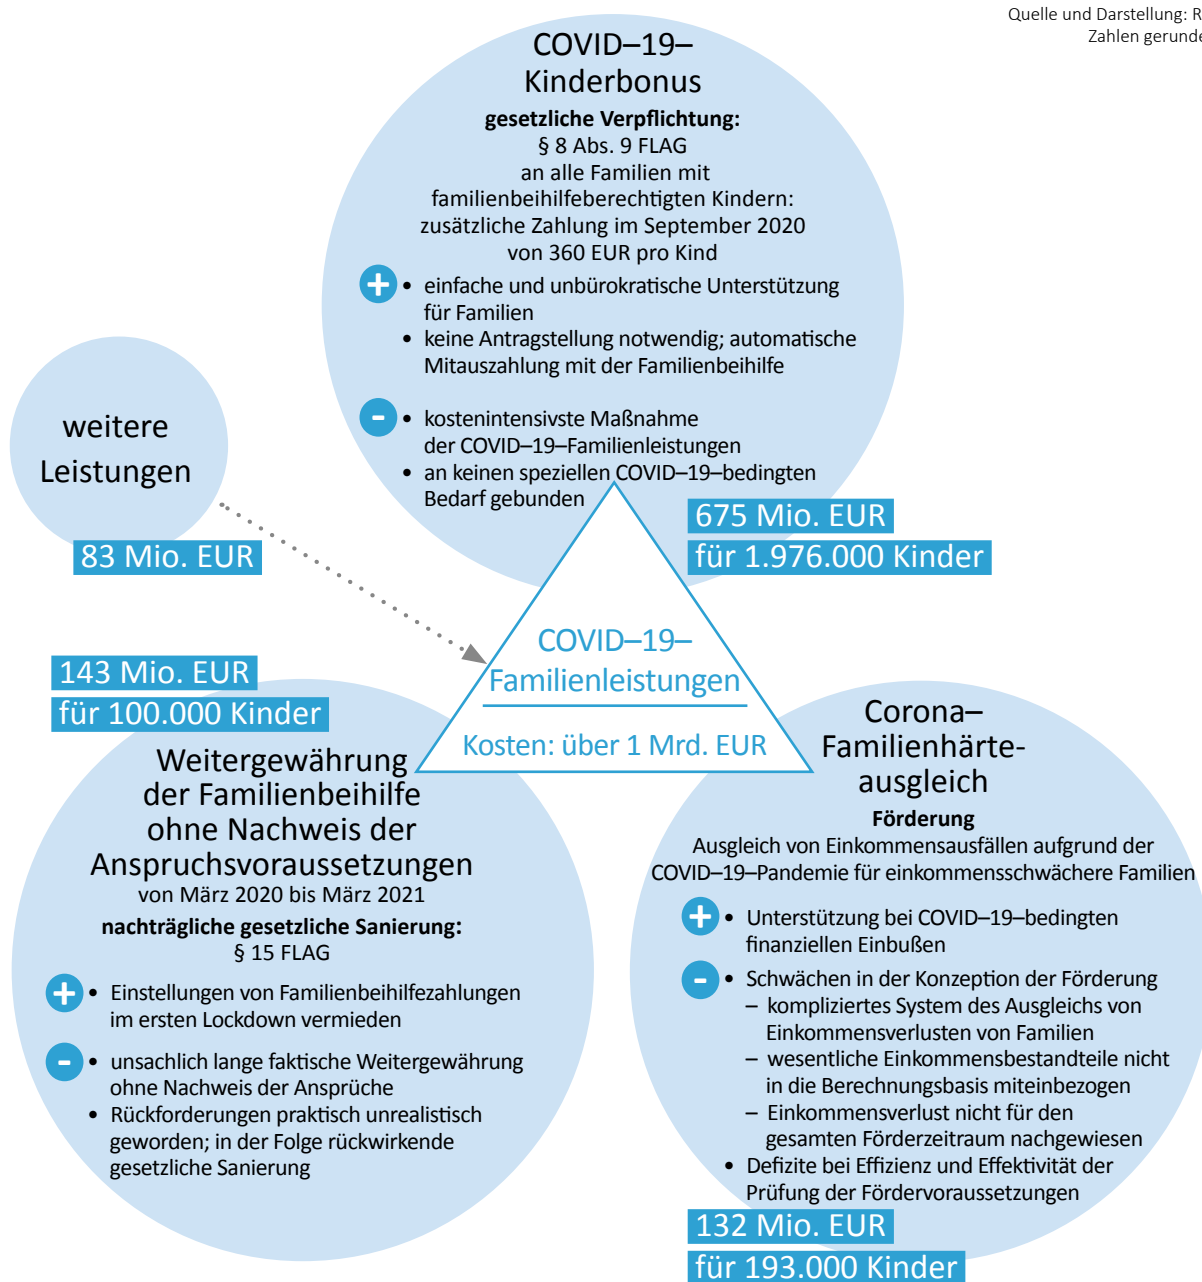 Quelle und Darstellung: R
Zahlen gerunde
COVID–19–
Kinderbonus
gesetzliche Verpflichtung:
§ 8 Abs. 9 FLAG
an alle Familien mit
familienbeihilfeberechtigten Kindern:
zusätzliche Zahlung im September 2020
von 360 EUR pro Kind
+
• einfache und unbürokratische Unterstützung
für Familien
• keine Antragstellung notwendig; automatische
Mitauszahlung mit der Familienbeihilfe
-
• kostenintensivste Maßnahme
der COVID–19–Familienleistungen
• an keinen speziellen COVID–19–bedingten
Bedarf gebunden
675 Mio. EUR
für 1.976.000 Kinder
weitere
Leistungen
83 Mio. EUR
COVID–19–
Familienleistungen
Kosten: über 1 Mrd. EUR
143 Mio. EUR
für 100.000 Kinder
Weitergewährung
der Familienbeihilfe
ohne Nachweis der
Anspruchsvoraussetzungen
von März 2020 bis März 2021
nachträgliche gesetzliche Sanierung:
§ 15 FLAG
+
• Einstellungen von Familienbeihilfezahlungen
im ersten Lockdown vermieden
-
• unsachlich lange faktische Weitergewährung
ohne Nachweis der Ansprüche
• Rückforderungen praktisch unrealistisch
geworden; in der Folge rückwirkende
gesetzliche Sanierung
Corona–
Familienhärte-
ausgleich
Förderung
Ausgleich von Einkommensausfällen aufgrund der
COVID–19–Pandemie für einkommensschwächere Familien
+
• Unterstützung bei COVID–19–bedingten
finanziellen Einbußen
-
• Schwächen in der Konzeption der Förderung
– kompliziertes System des Ausgleichs von
Einkommensverlusten von Familien
– wesentliche Einkommensbestandteile nicht
in die Berechnungsbasis miteinbezogen
– Einkommensverlust nicht für den
gesamten Förderzeitraum nachgewiesen
• Defizite bei Effizienz und Effektivität der
Prüfung der Fördervoraussetzungen
132 Mio. EUR
für 193.000 Kinder